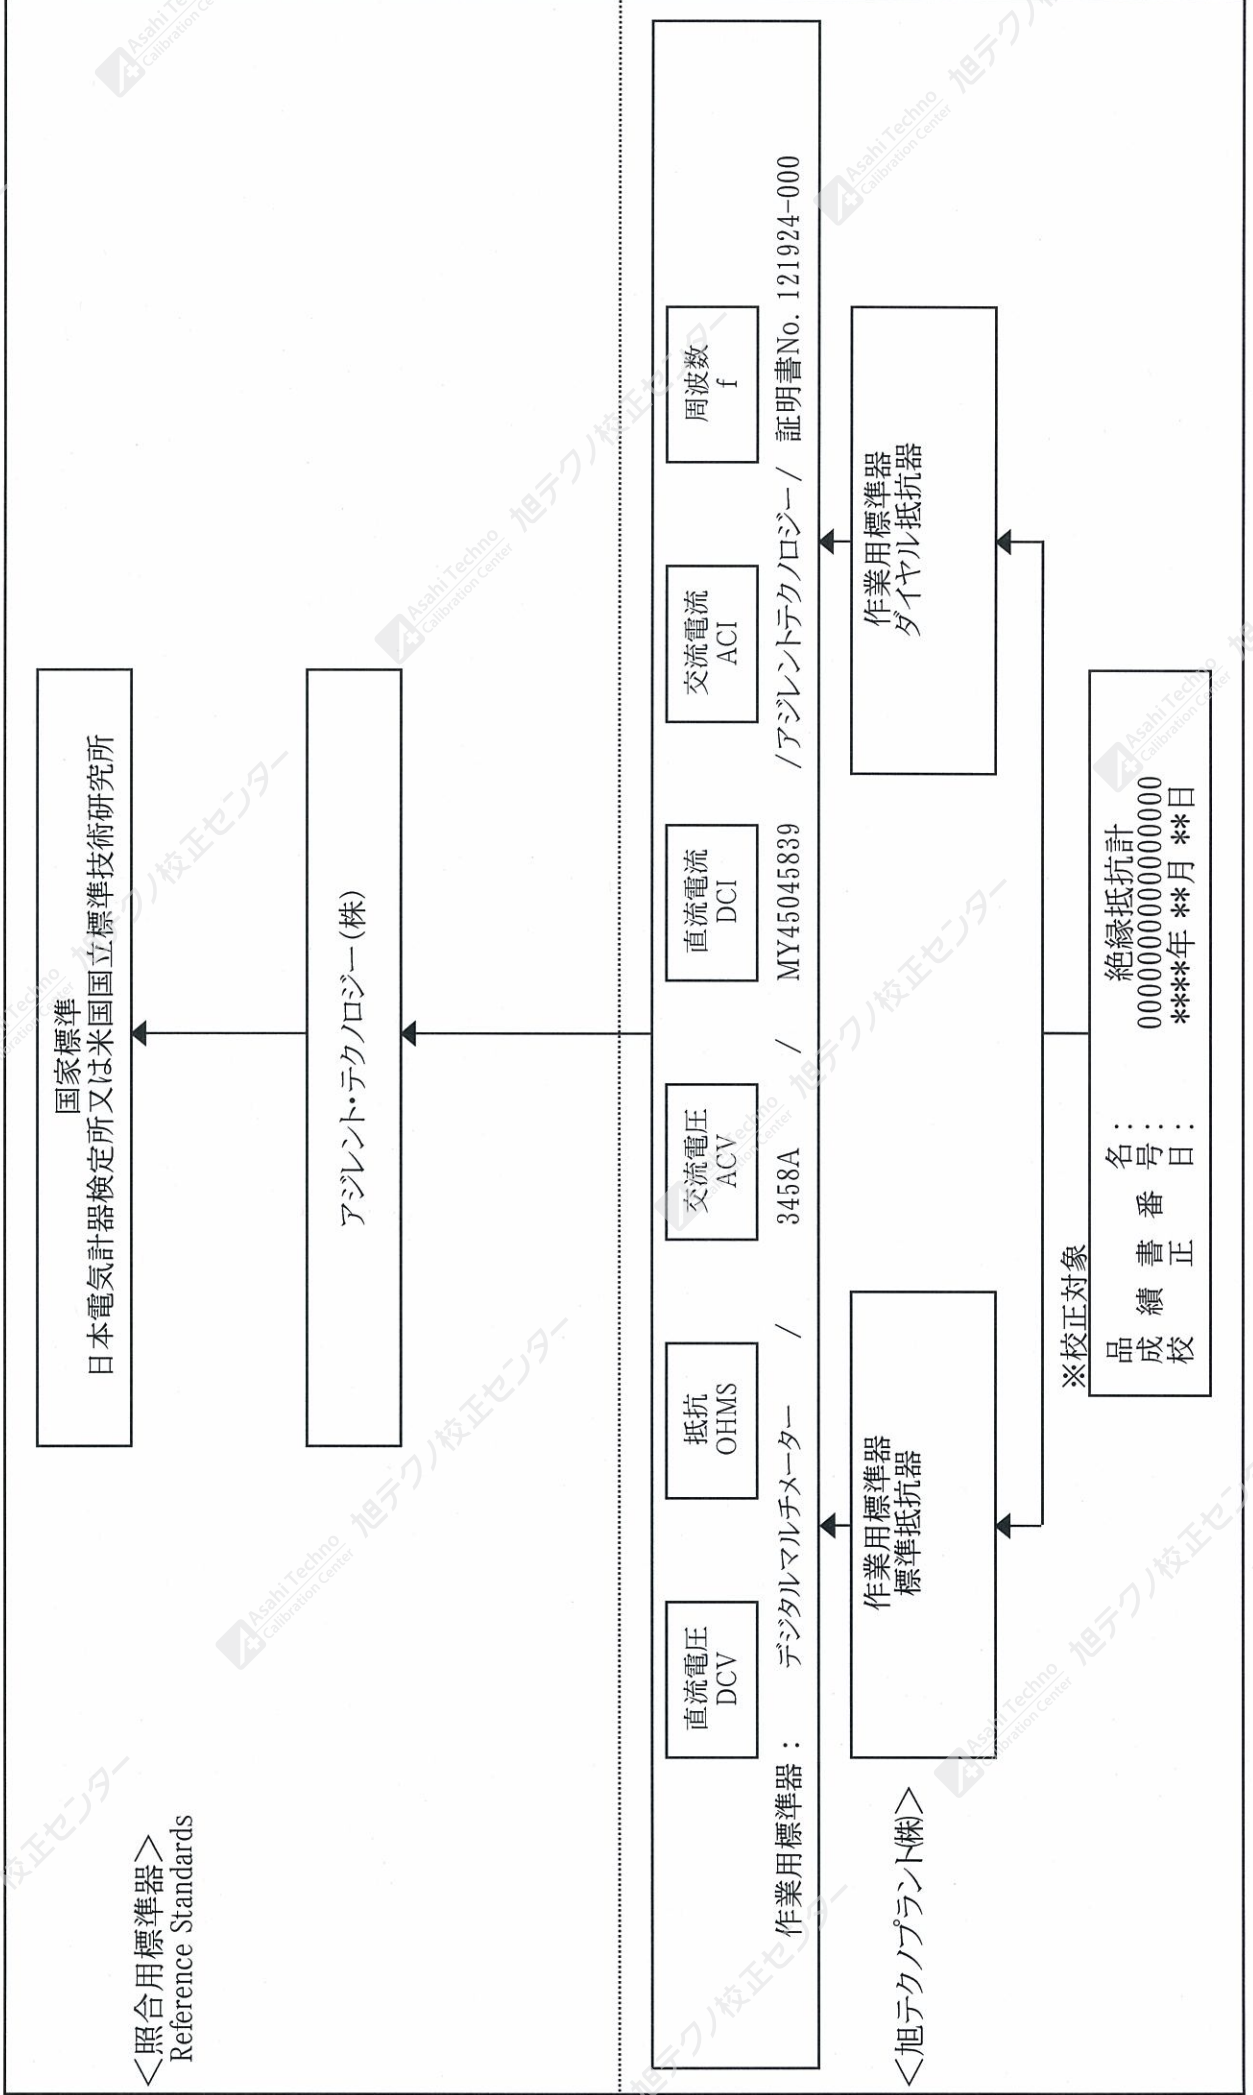 国家標準
日本電気計器検定所又は米国国立標準技術研究所
アジレント・テクノロジー(株)
<照合用標準器>
Reference Standards
直流電圧
DCV
抵抗
OHMS
交流電圧
ACV
直流電流
DCI
交流電流
ACI
周波数
f
作業用標準器 : デジタルマルチメーター / 3458A / MY45045839 /アジレントテクノロジー/ 証明書No. 121924-000
作業用標準器
標準抵抗器
作業用標準器
ダイヤル抵抗器
<旭テクノプラント(株)>
※校正対象
品名: 絶縁抵抗計
成績書番号: 000000000000000
校正日: ****年 **月 **日
Asahi Techno
Calibration Center
旭テクノ校正センター